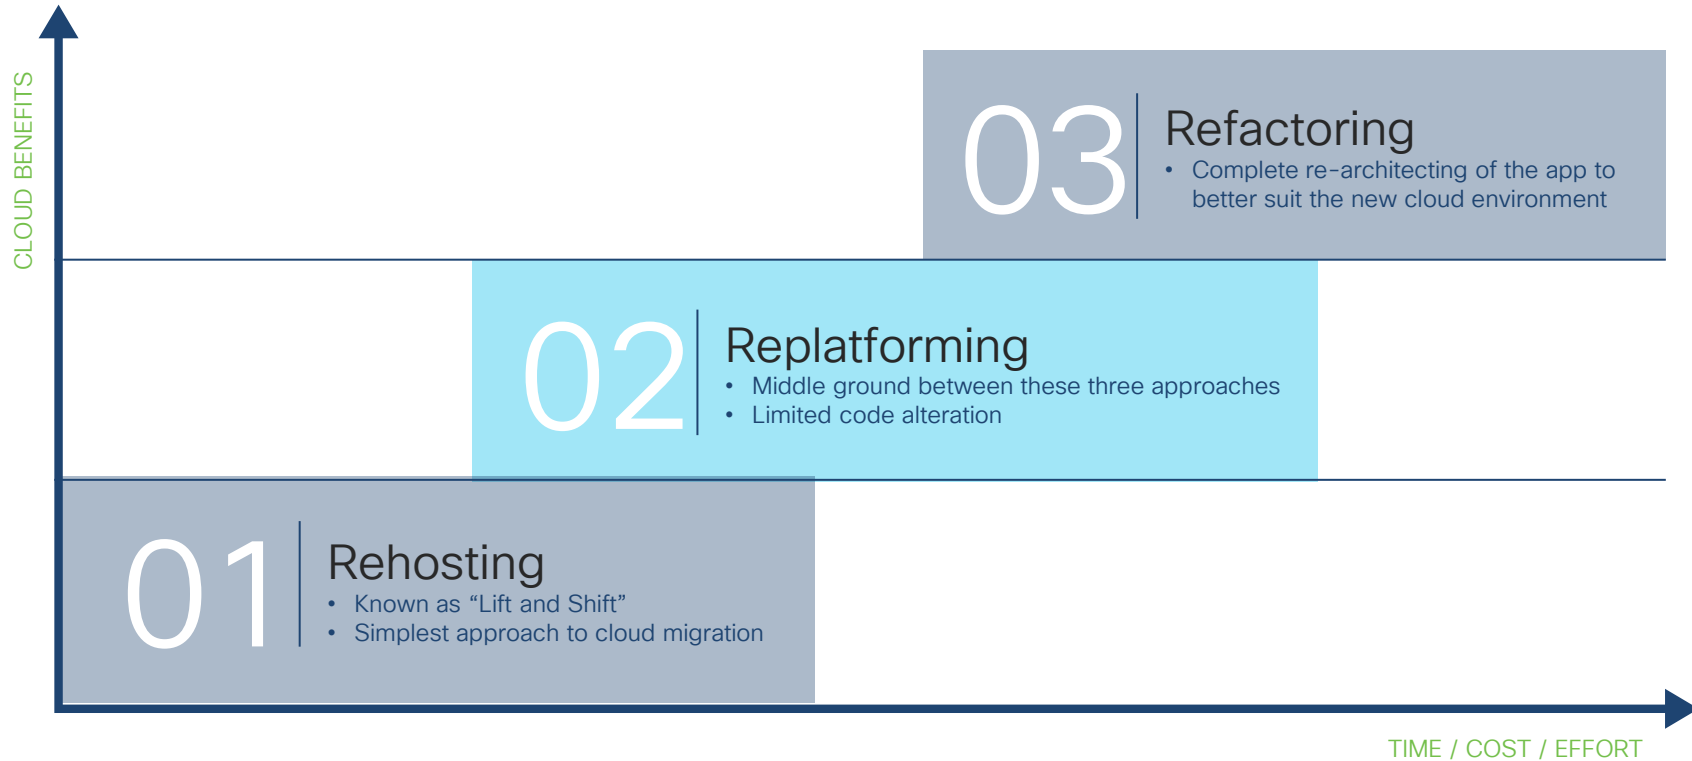 CLOUD BENEFITS
03
Refactoring
• Complete re-architecting of the app to
better suit the new cloud environment
02
Replatforming
• Middle ground between these three approaches
• Limited code alteration
01
Rehosting
• Known as “Lift and Shift”
• Simplest approach to cloud migration
TIME / COST / EFFORT